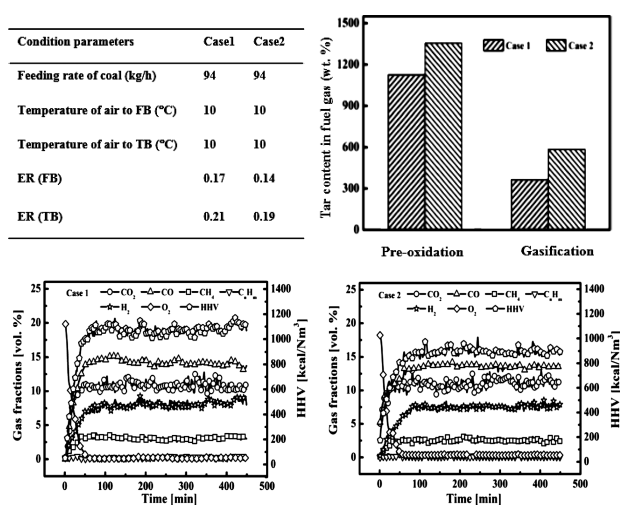 Condition parameters Case1 Case2
Feeding rate of coal (kg/h) 94 94
Temperature of air to FB (°C) 10 10
Temperature of air to TB (°C) 10 10
ER (FB) 0.17 0.14
ER (TB) 0.21 0.19
Tar content in fuel gas (wt. %)
1500
1200
900
600
300
0
Case 1
Case 2
Pre-oxidation Gasification
Gas fractions [vol. %]
25
20
15
10
5
0
Case 1 CO₂ CO CH₄ CₙHₘ
H₂ O₂ HHV
1400
1200
1000
800
600
400
200
0
HHV [kcal/Nm³]
0 100 200 300 400 500
Time [min]
Gas fractions [vol. %]
25
20
15
10
5
0
Case 2 CO₂ CO CH₄ CₙHₘ
H₂ O₂ HHV
1400
1200
1000
800
600
400
200
0
HHV [kcal/Nm³]
0 100 200 300 400 500
Time [min]